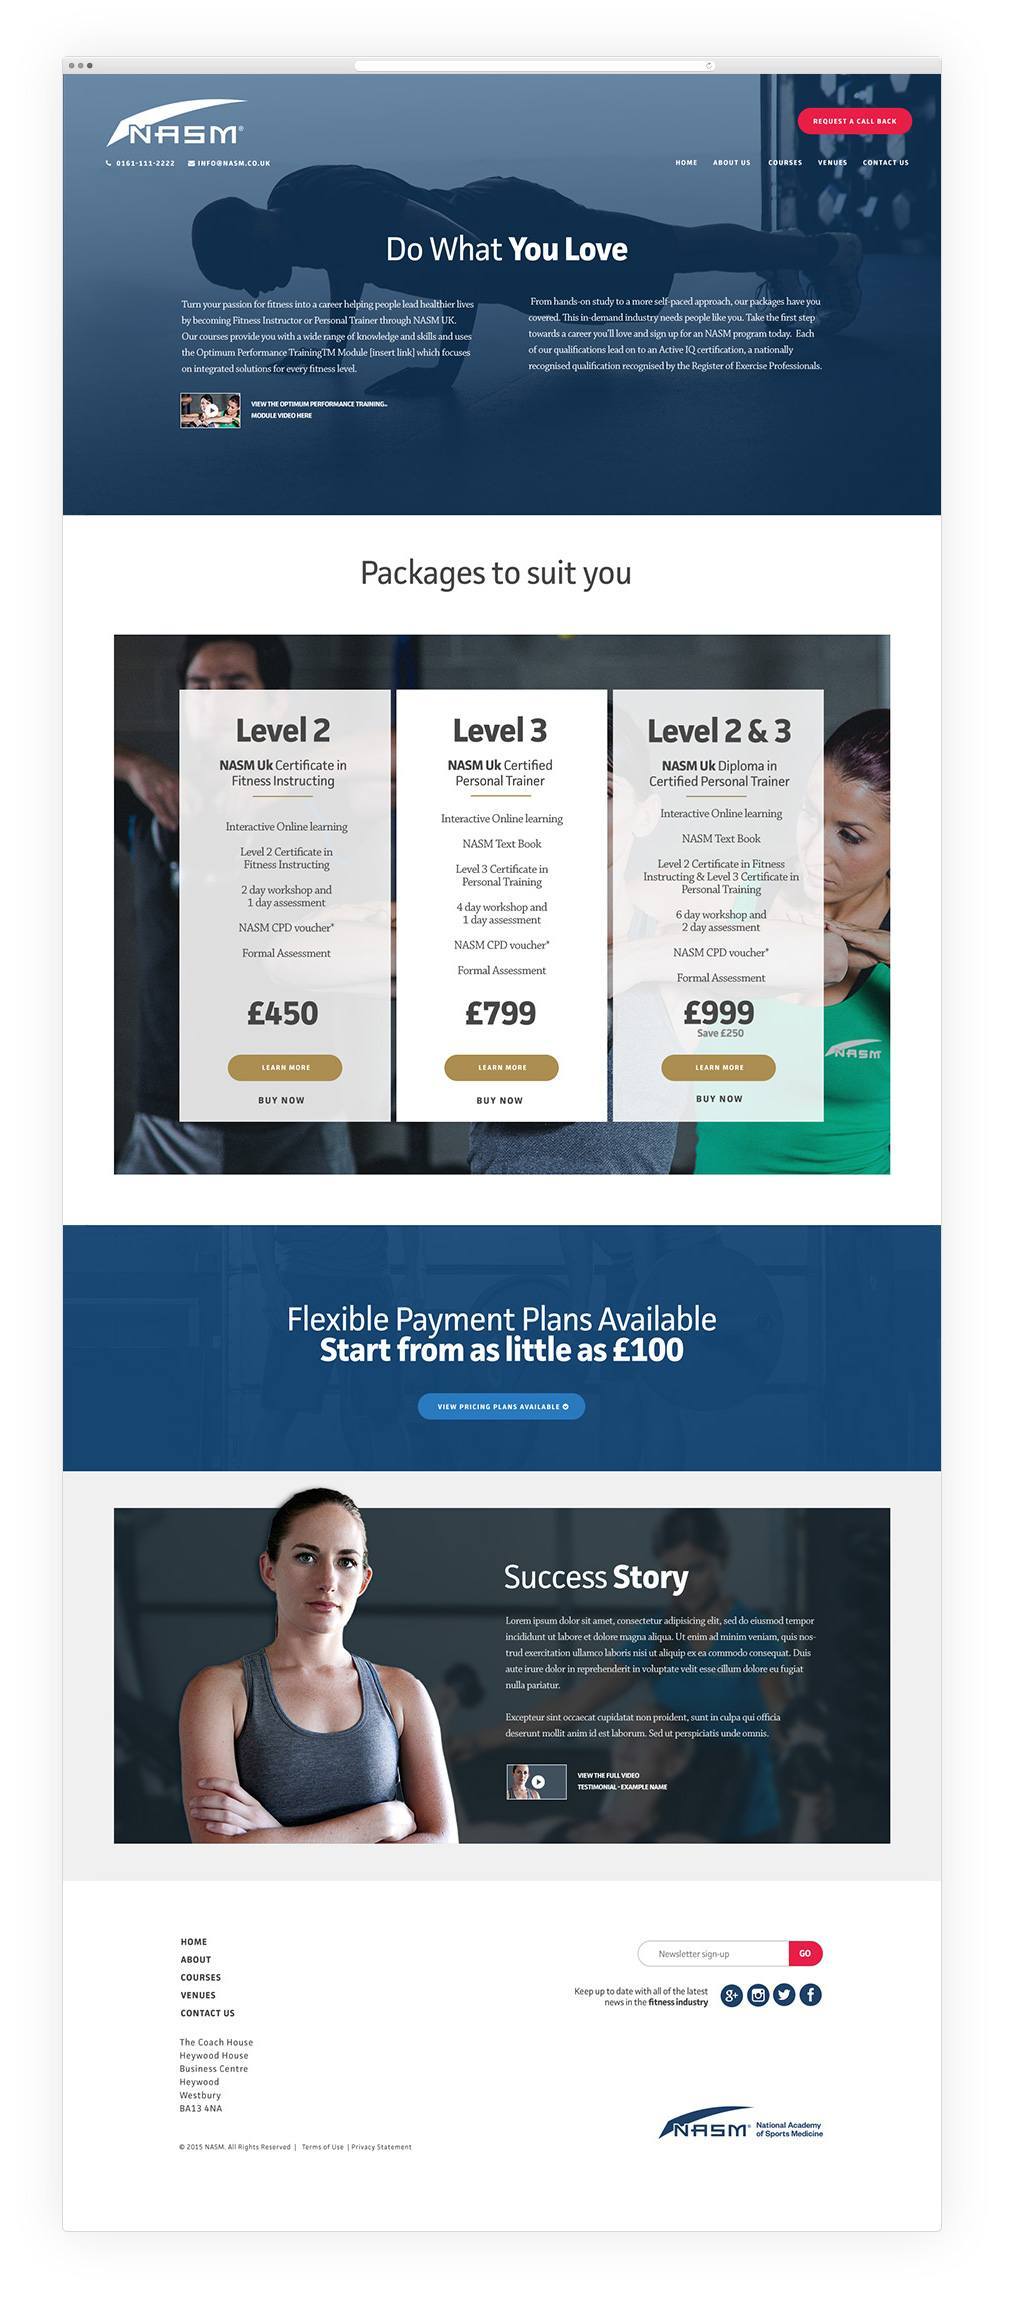 NASM®
REQUEST A CALL BACK
0161-111-2222 INFO@NASM.CO.UK
HOME ABOUT US COURSES VENUES CONTACT US
Do What You Love
Turn your passion for fitness into a career helping people lead healthier lives
by becoming Fitness Instructor or Personal Trainer through NASM UK.
Our courses provide you with a wide range of knowledge and skills and uses
the Optimum Performance TrainingTM Module [insert link] which focuses
on integrated solutions for every fitness level.
VIEW THE OPTIMUM PERFORMANCE TRAINING..
MODULE VIDEO HERE
From hands-on study to a more self-paced approach, our packages have you
covered. This in-demand industry needs people like you. Take the first step
towards a career you'll love and sign up for an NASM program today. Each
of our qualifications lead on to an Active IQ certification, a nationally
recognised qualification recognised by the Register of Exercise Professionals.
Packages to suit you
Level 2
NASM Uk Certificate in
Fitness Instructing
Interactive Online learning
Level 2 Certificate in
Fitness Instructing
2 day workshop and
1 day assessment
NASM CPD voucher*
Formal Assessment
£450
LEARN MORE
BUY NOW
Level 3
NASM Uk Certified
Personal Trainer
Interactive Online learning
NASM Text Book
Level 3 Certificate in
Personal Training
4 day workshop and
1 day assessment
NASM CPD voucher*
Formal Assessment
£799
LEARN MORE
BUY NOW
Level 2 & 3
NASM Uk Diploma in
Certified Personal Trainer
Interactive Online learning
NASM Text Book
Level 2 Certificate in Fitness
Instructing & Level 3 Certificate in
Personal Training
6 day workshop and
2 day assessment
NASM CPD voucher*
Formal Assessment
£999
Save £250
LEARN MORE
BUY NOW
NASM
Flexible Payment Plans Available
Start from as little as £100
VIEW PRICING PLANS AVAILABLE
Success Story
Lorem ipsum dolor sit amet, consectetur adipisicing elit, sed do eiusmod tempor
incididunt ut labore et dolore magna aliqua. Ut enim ad minim veniam, quis nos-
trud exercitation ullamco laboris nisi ut aliquip ex ea commodo consequat. Duis
aute irure dolor in reprehenderit in voluptate velit esse cillum dolore eu fugiat
nulla pariatur.
Excepteur sint occaecat cupidatat non proident, sunt in culpa qui officia
deserunt mollit anim id est laborum. Sed ut perspiciatis unde omnis.
VIEW THE FULL VIDEO
TESTIMONIAL - EXAMPLE NAME
HOME
ABOUT
COURSES
VENUES
CONTACT US
The Coach House
Heywood House
Business Centre
Heywood
Westbury
BA13 4NA
© 2015 NASM. All Rights Reserved | Terms of Use | Privacy Statement
Newsletter sign-up GO
Keep up to date with all of the latest
news in the fitness industry
NASM® National Academy
of Sports Medicine